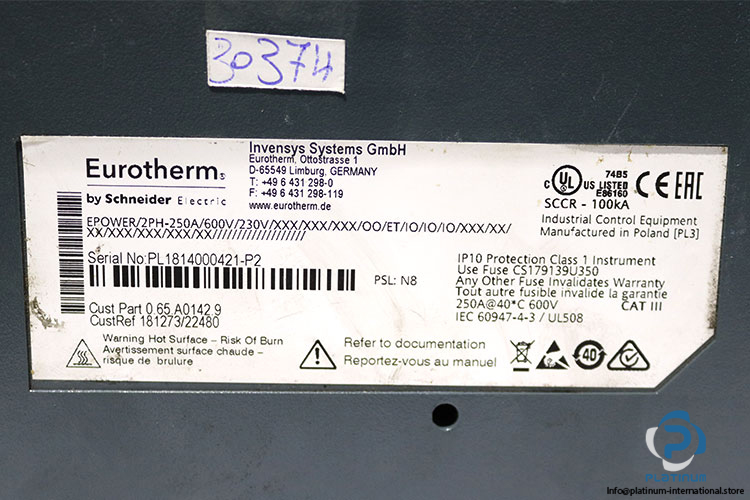 30374
Eurotherm®
by Schneider Electric
Invensys Systems GmbH
Eurotherm, Ottostrasse 1
D-65549 Limburg, GERMANY
T: +49 6 431 298-0
F: +49 6 431 298-119
www.eurotherm.de
EPOWER/2PH-250A/600V/230V/XXX/XXX/XXX/OO/ET/IO/IO/IO/XXX/XX/
XX/XXX/XXX/XX/XX/////////////////////
Serial No:PL1814000421-P2
PSL: N8
Cust Part 0.65.A0142.9
CustRef 181273/22480
Warning Hot Surface - Risk Of Burn
Avertissement surface chaude -
risque de brulure
Refer to documentation
Reportez-vous au manuel
C UL US LISTED
74B5
E86160
SCCR - 100kA
CE EAC
Industrial Control Equipment
Manufactured in Poland [PL3]
IP10 Protection Class 1 Instrument
Use Fuse CS179139U350
Any Other Fuse Invalidates Warranty
Tout autre fusible invalide la garantie
250A@40*C 600V
CAT III
IEC 60947-4-3 / UL508
40
PLATINUM
Info@platinum-international.store